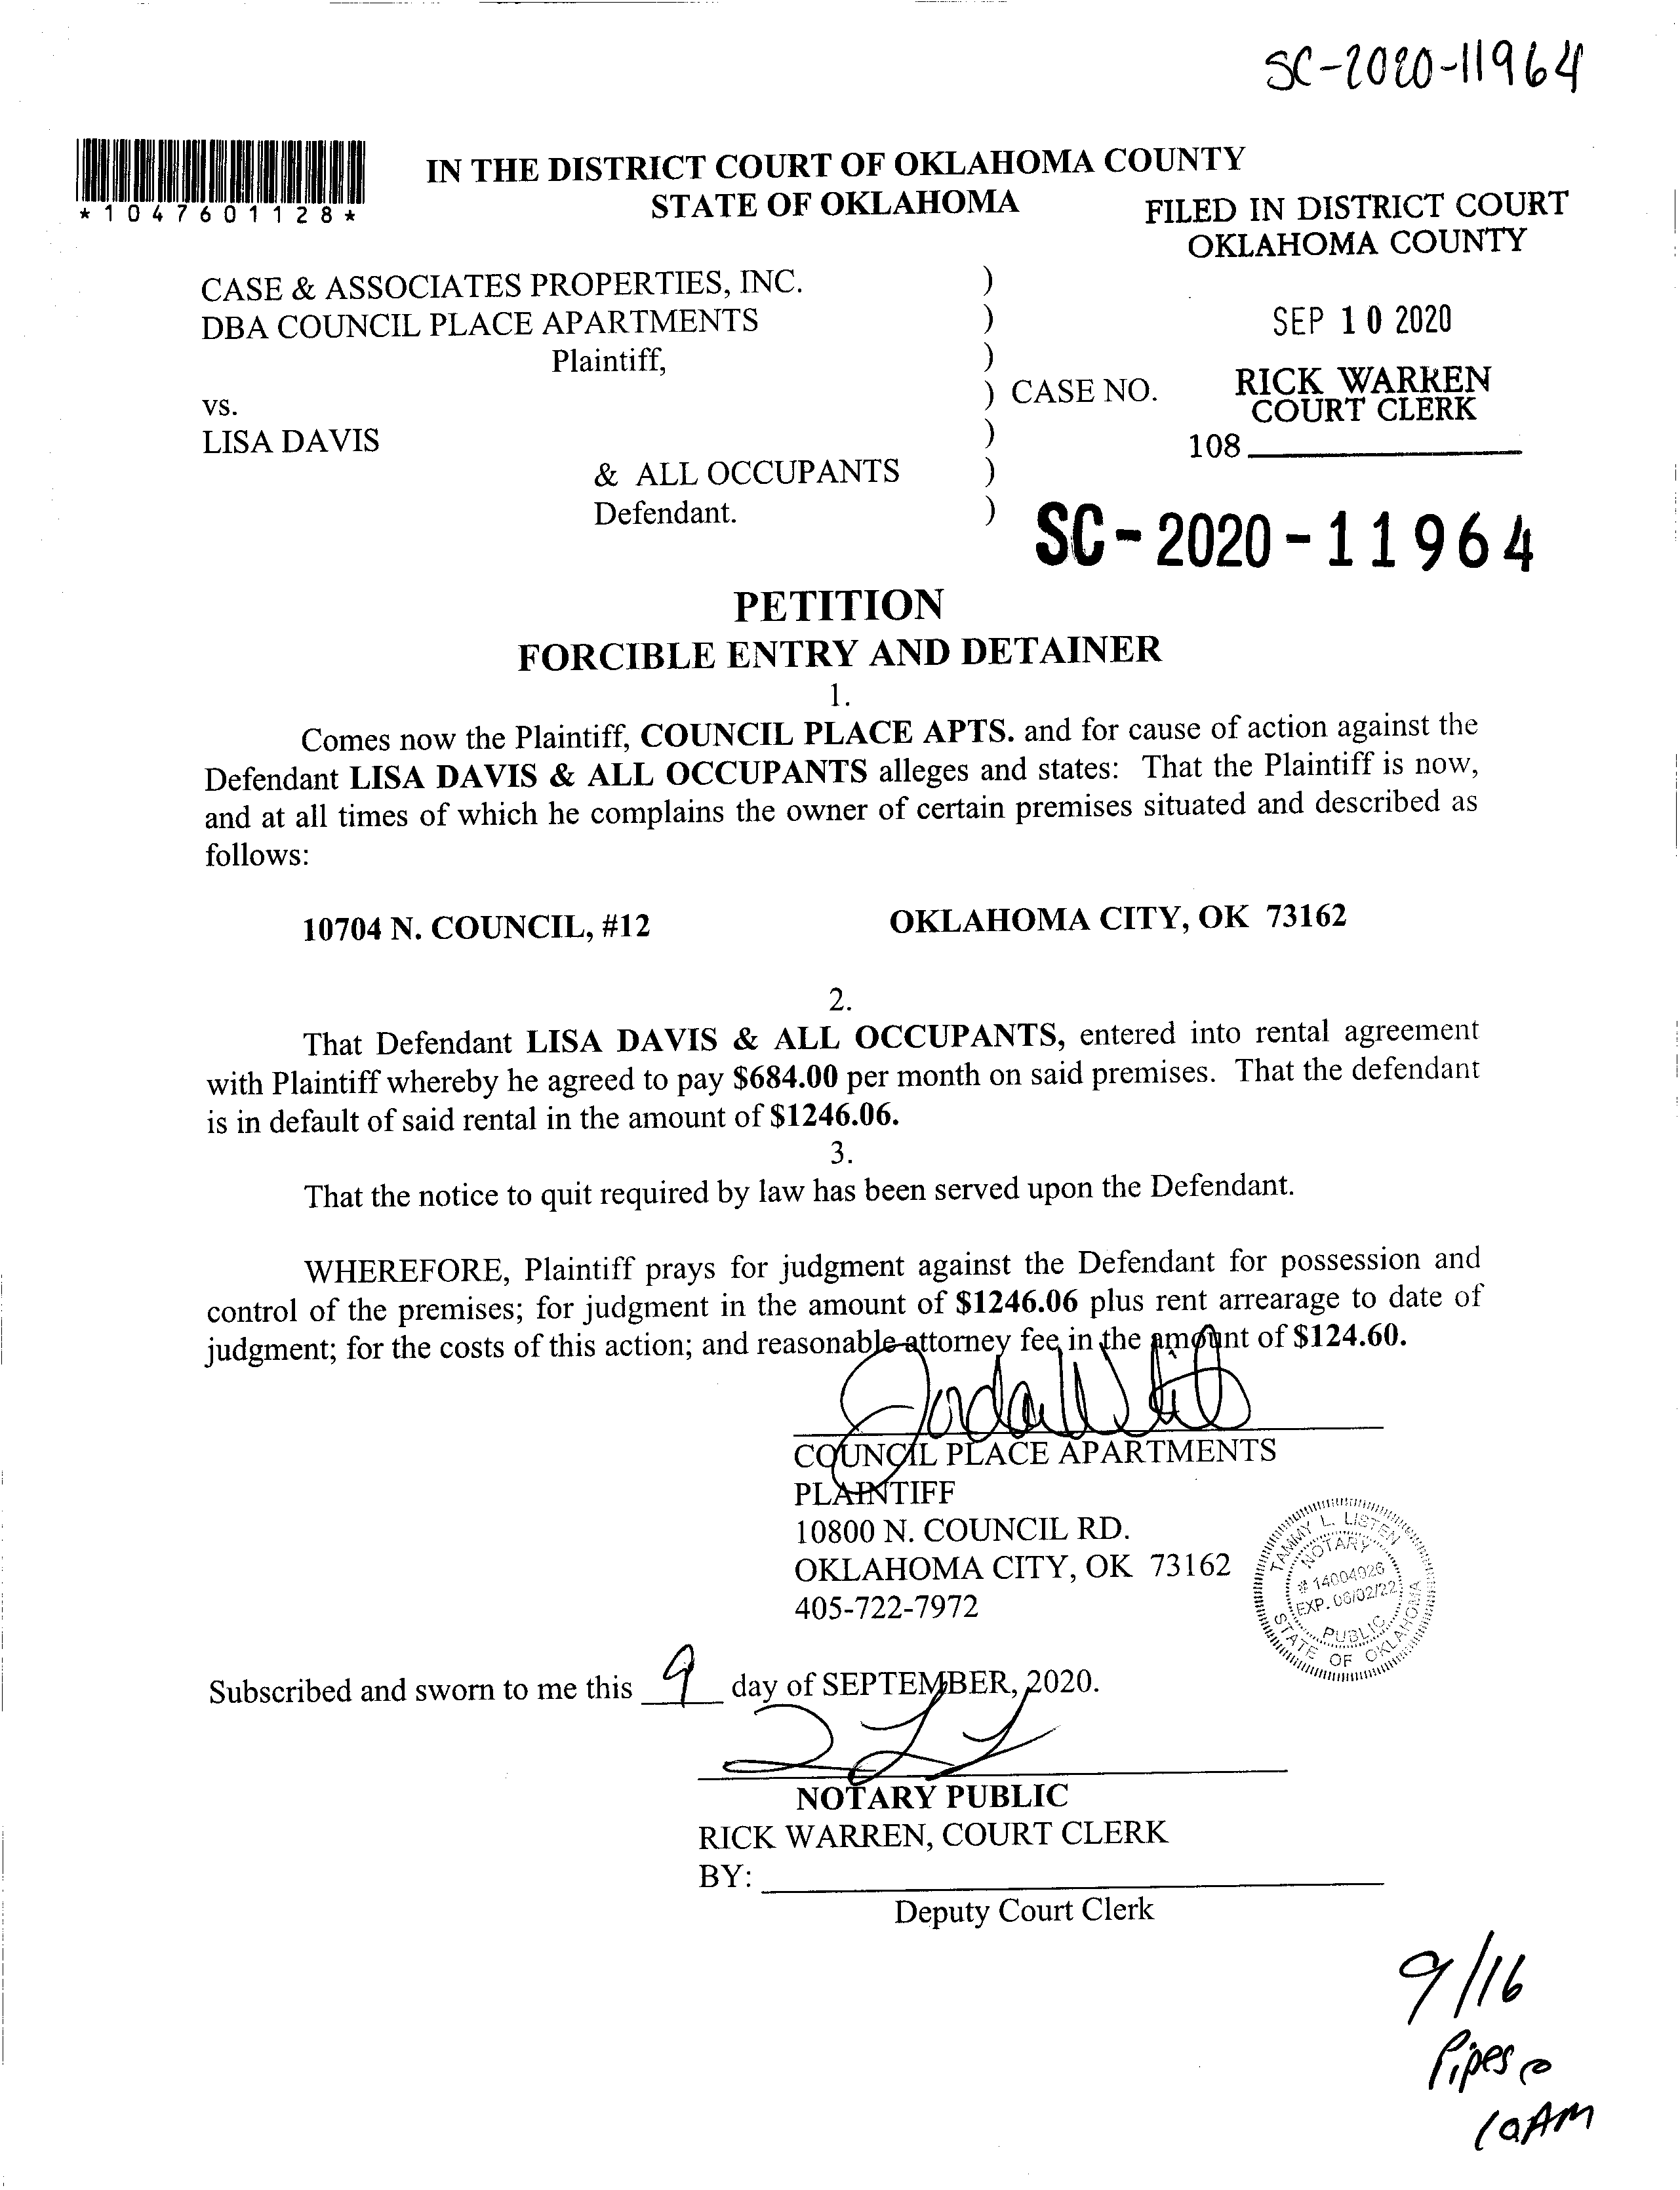 SC-2020-11964
*1047601128*
IN THE DISTRICT COURT OF OKLAHOMA COUNTY
STATE OF OKLAHOMA
FILED IN DISTRICT COURT
OKLAHOMA COUNTY
CASE & ASSOCIATES PROPERTIES, INC. )
DBA COUNCIL PLACE APARTMENTS )
SEP 10 2020
Plaintiff, )
) CASE NO.
RICK WARREN
COURT CLERK
vs.
LISA DAVIS )
108
& ALL OCCUPANTS )
Defendant. )
SC-2020-11964
PETITION
FORCIBLE ENTRY AND DETAINER
1.
Comes now the Plaintiff, COUNCIL PLACE APTS. and for cause of action against the
Defendant LISA DAVIS & ALL OCCUPANTS alleges and states: That the Plaintiff is now,
and at all times of which he complains the owner of certain premises situated and described as
follows:
10704 N. COUNCIL, #12 OKLAHOMA CITY, OK 73162
2.
That Defendant LISA DAVIS & ALL OCCUPANTS, entered into rental agreement
with Plaintiff whereby he agreed to pay $684.00 per month on said premises. That the defendant
is in default of said rental in the amount of $1246.06.
3.
That the notice to quit required by law has been served upon the Defendant.
WHEREFORE, Plaintiff prays for judgment against the Defendant for possession and
control of the premises; for judgment in the amount of $1246.06 plus rent arrearage to date of
judgment; for the costs of this action; and reasonable attorney fee in the amount of $124.60.
COUNCIL PLACE APARTMENTS
PLAINTIFF
10800 N. COUNCIL RD.
OKLAHOMA CITY, OK 73162
405-722-7972
TAMMY L. LISTEN
NOTARY
# 14004926
EXP. 06/02/22
PUBLIC
STATE OF OKLAHOMA
Subscribed and sworn to me this 9 day of SEPTEMBER, 2020.
NOTARY PUBLIC
RICK WARREN, COURT CLERK
BY:
Deputy Court Clerk
9/16
Pipes @
10AM